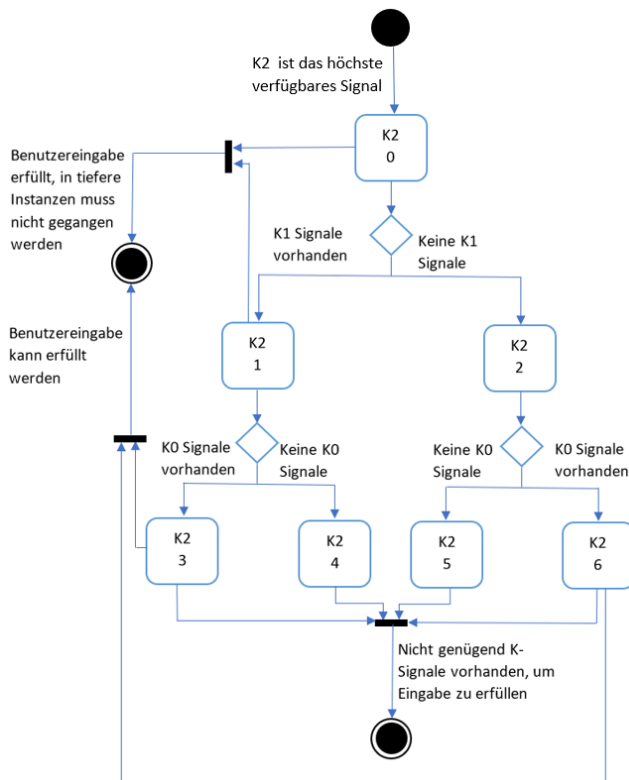 K2 ist das höchste
verfügbares Signal
K2
0
Benutzereingabe
erfüllt, in tiefere
Instanzen muss
nicht gegangen
werden
K1 Signale
vorhanden
Keine K1
Signale
K2
1
K2
2
Benutzereingabe
kann erfüllt
werden
K0 Signale
vorhanden
Keine K0
Signale
Keine K0
Signale
K0 Signale
vorhanden
K2
3
K2
4
K2
5
K2
6
Nicht genügend K-
Signale vorhanden, um
Eingabe zu erfüllen